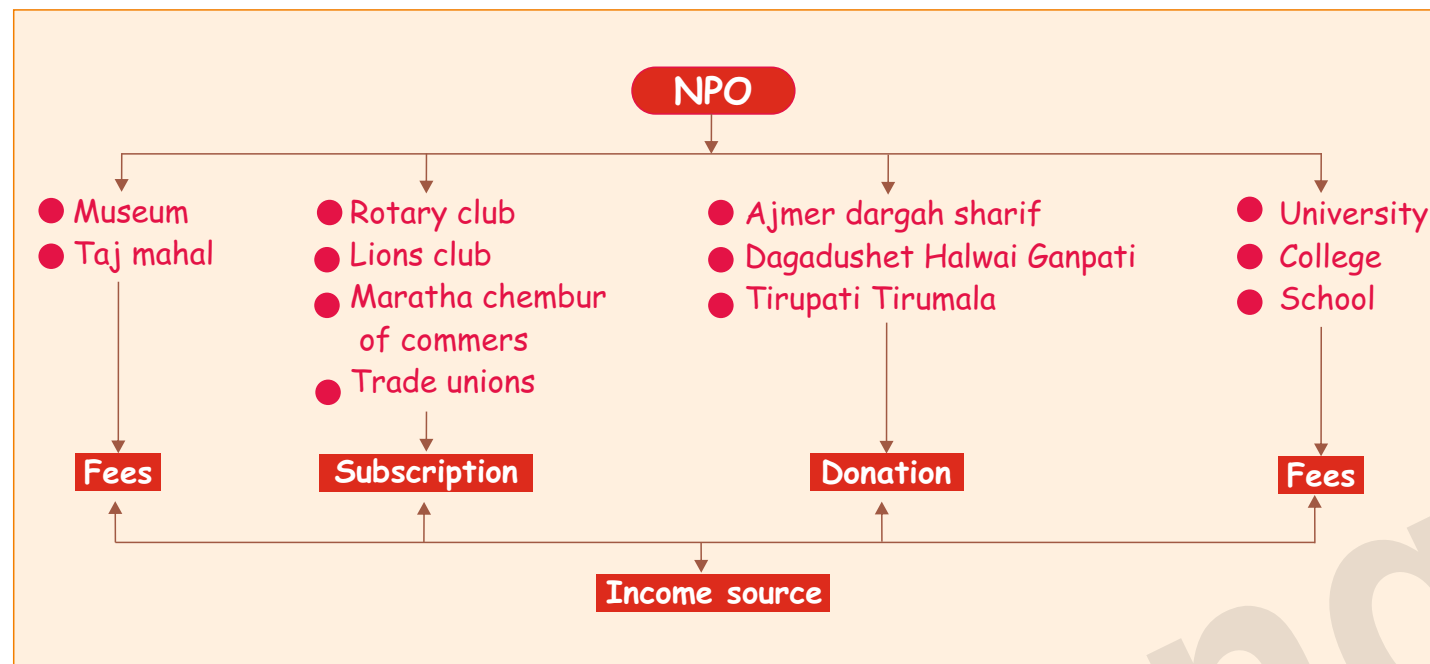 NPO
Museum
Taj mahal
Rotary club
Lions club
Maratha chembur
of commers
Trade unions
Ajmer dargah sharif
Dagadushet Halwai Ganpati
Tirupati Tirumala
University
College
School
Fees
Subscription
Donation
Fees
Income source